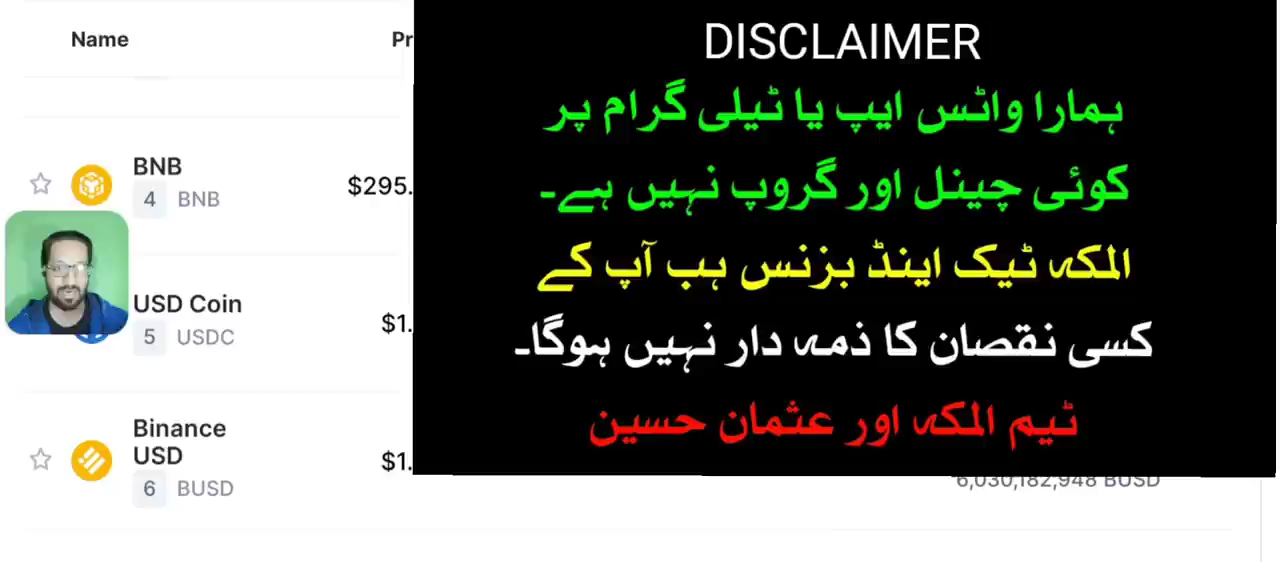 Name
Pr
BNB
4 BNB
$295.
USD Coin
5 USDC
$1.
Binance
USD
6 BUSD
$1.
DISCLAIMER
ہمارا واٹس ایپ یا ٹیلی گرام پر
کوئی چینل اور گروپ نہیں ہے۔
المکہ ٹیک اینڈ بزنس ہب آپ کے
کسی نقصان کا ذمہ دار نہیں ہوگا۔
ٹیم المکہ اور عثمان حسین
6,030,182,948 BUSD